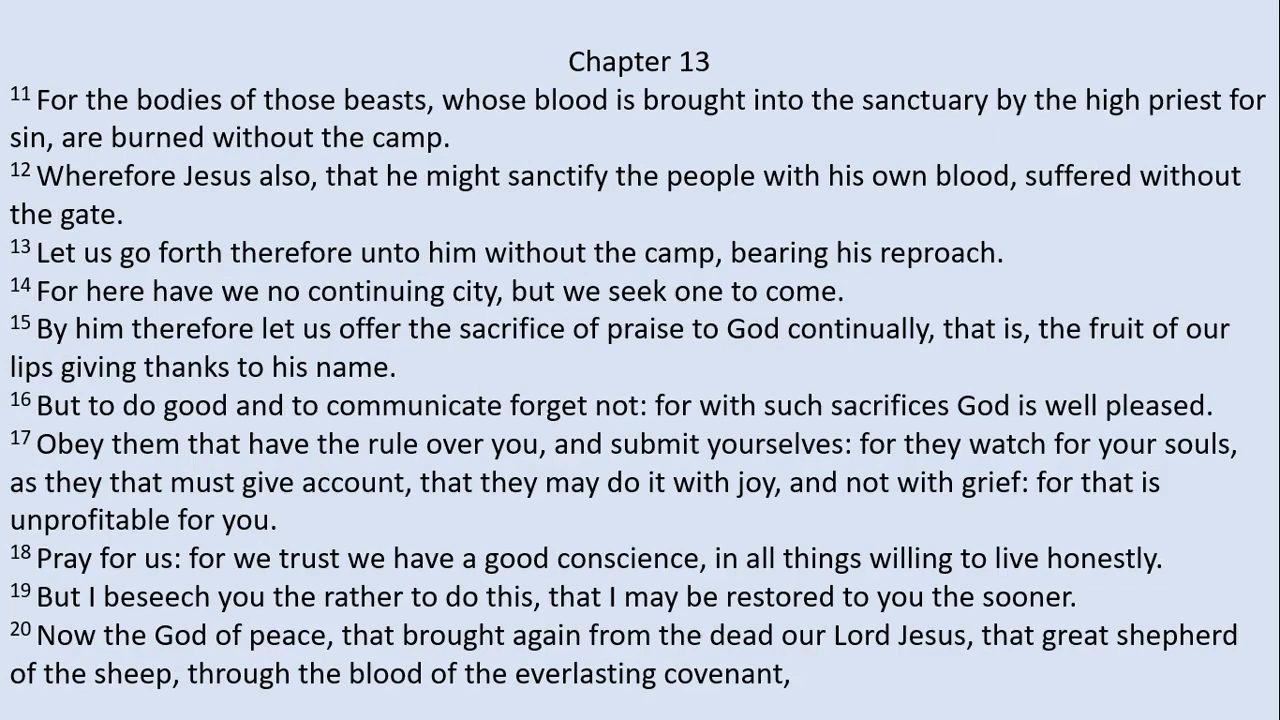 Chapter 13
11 For the bodies of those beasts, whose blood is brought into the sanctuary by the high priest for
sin, are burned without the camp.
12 Wherefore Jesus also, that he might sanctify the people with his own blood, suffered without
the gate.
13 Let us go forth therefore unto him without the camp, bearing his reproach.
14 For here have we no continuing city, but we seek one to come.
15 By him therefore let us offer the sacrifice of praise to God continually, that is, the fruit of our
lips giving thanks to his name.
16 But to do good and to communicate forget not: for with such sacrifices God is well pleased.
17 Obey them that have the rule over you, and submit yourselves: for they watch for your souls,
as they that must give account, that they may do it with joy, and not with grief: for that is
unprofitable for you.
18 Pray for us: for we trust we have a good conscience, in all things willing to live honestly.
19 But I beseech you the rather to do this, that I may be restored to you the sooner.
20 Now the God of peace, that brought again from the dead our Lord Jesus, that great shepherd
of the sheep, through the blood of the everlasting covenant,